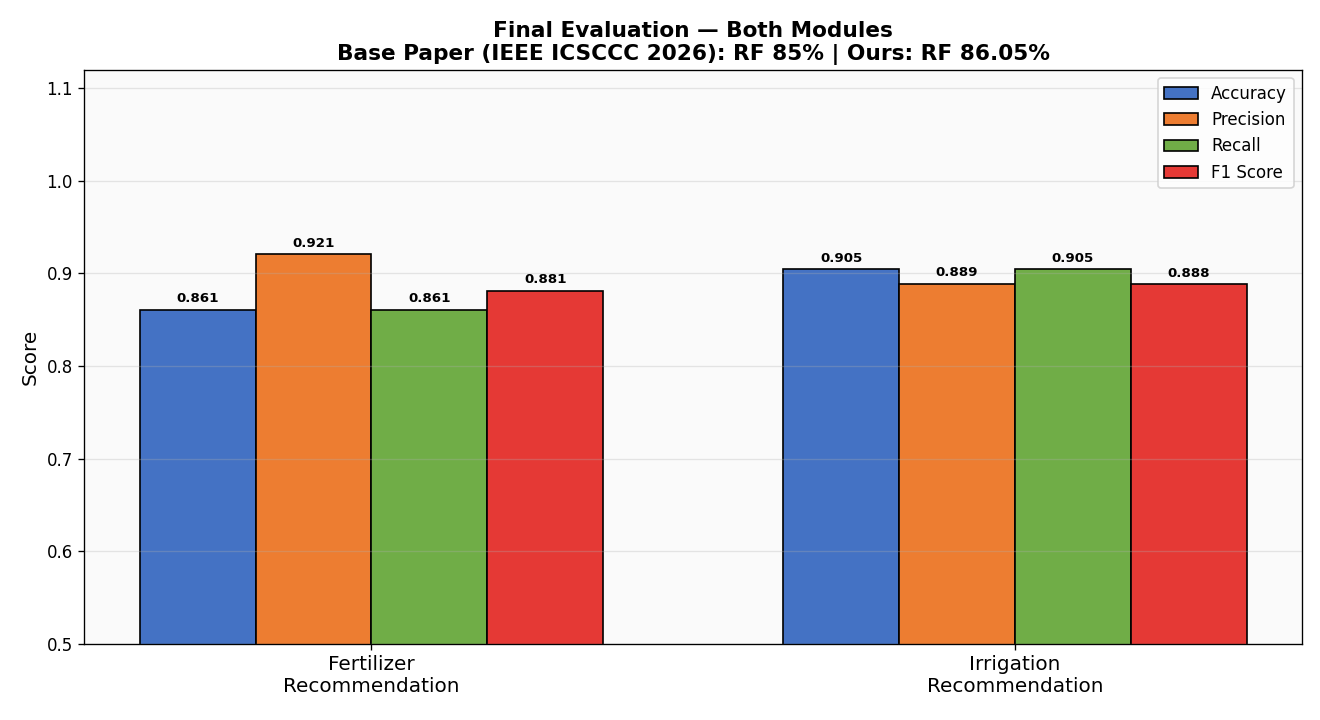 Final Evaluation — Both Modules
Base Paper (IEEE ICSCCC 2026): RF 85% | Ours: RF 86.05%
Accuracy
Precision
Recall
F1 Score
Score
1.1
1.0
0.9
0.8
0.7
0.6
0.5
0.861
0.921
0.861
0.881
0.905
0.889
0.905
0.888
Fertilizer
Recommendation
Irrigation
Recommendation